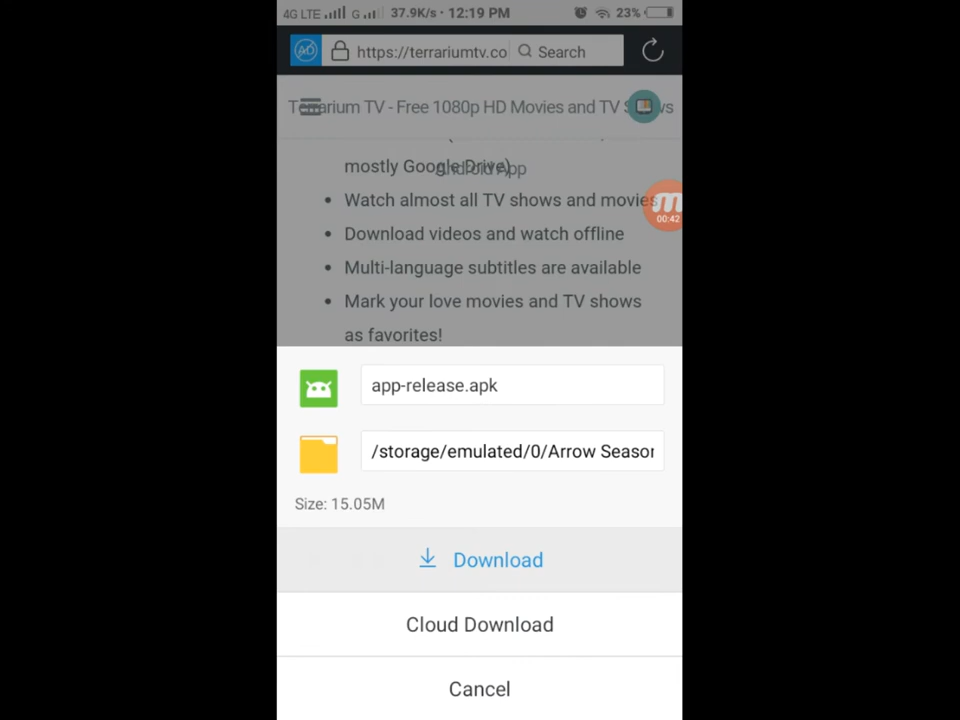 4G LTE G 37.9K/s · 12:19 PM 23%
AD https://terrariumtv.co Search
Terrarium TV - Free 1080p HD Movies and TV Shows
Android App
mostly Google Drive)
• Watch almost all TV shows and movies
00:42
• Download videos and watch offline
• Multi-language subtitles are available
• Mark your love movies and TV shows
as favorites!
app-release.apk
/storage/emulated/0/Arrow Season
Size: 15.05M
Download
Cloud Download
Cancel